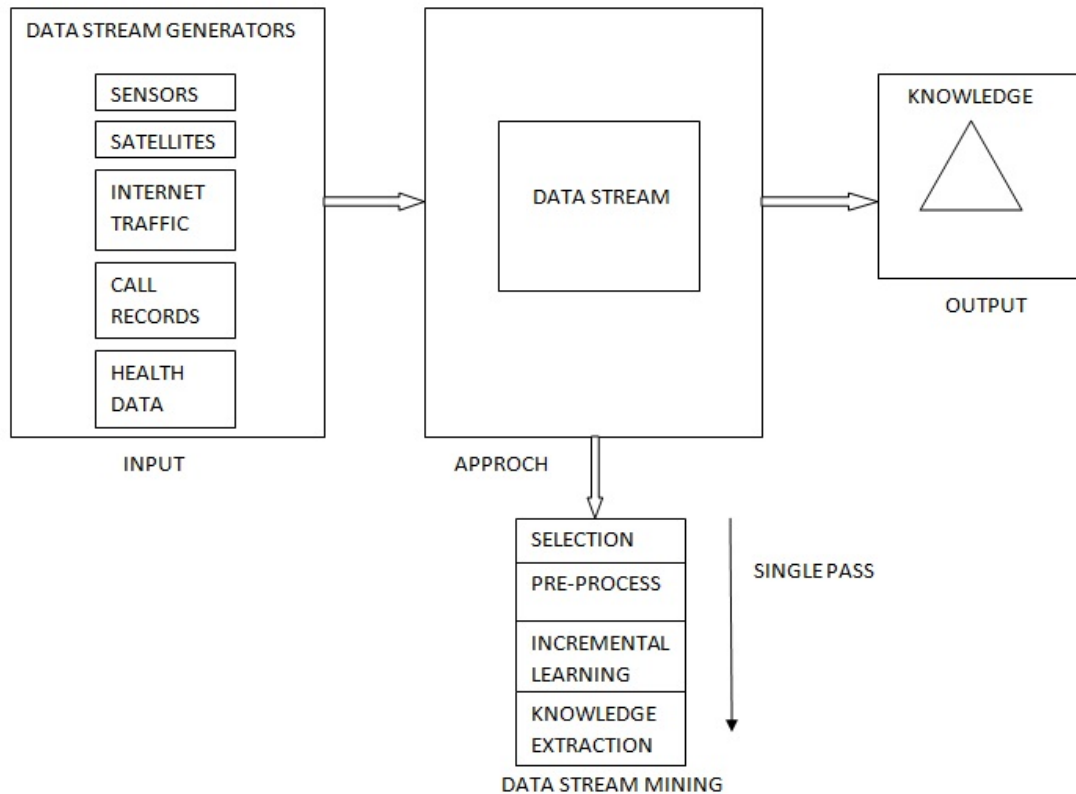 DATA STREAM GENERATORS
SENSORS
SATELLITES
INTERNET
TRAFFIC
CALL
RECORDS
HEALTH
DATA
INPUT
DATA STREAM
APPROCH
KNOWLEDGE
OUTPUT
SELECTION
PRE-PROCESS
INCREMENTAL
LEARNING
KNOWLEDGE
EXTRACTION
DATA STREAM MINING
SINGLE PASS